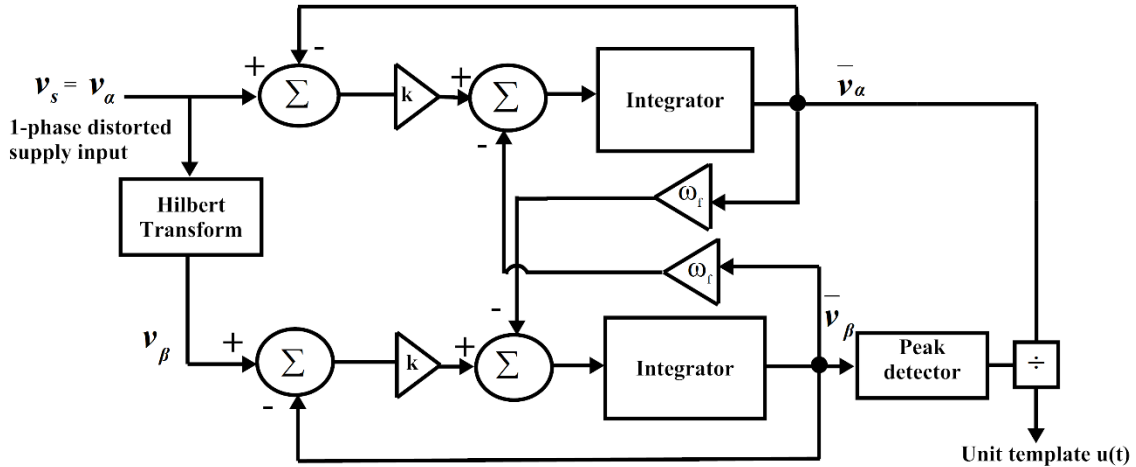 -
+
Σ
k
+
Σ
-
Integrator
v̅α
vs = vα
1-phase distorted
supply input
Hilbert
Transform
ωf
ωf
-
v̅β
vβ
+
Σ
-
k
+
Σ
Integrator
Peak
detector
÷
Unit template u(t)